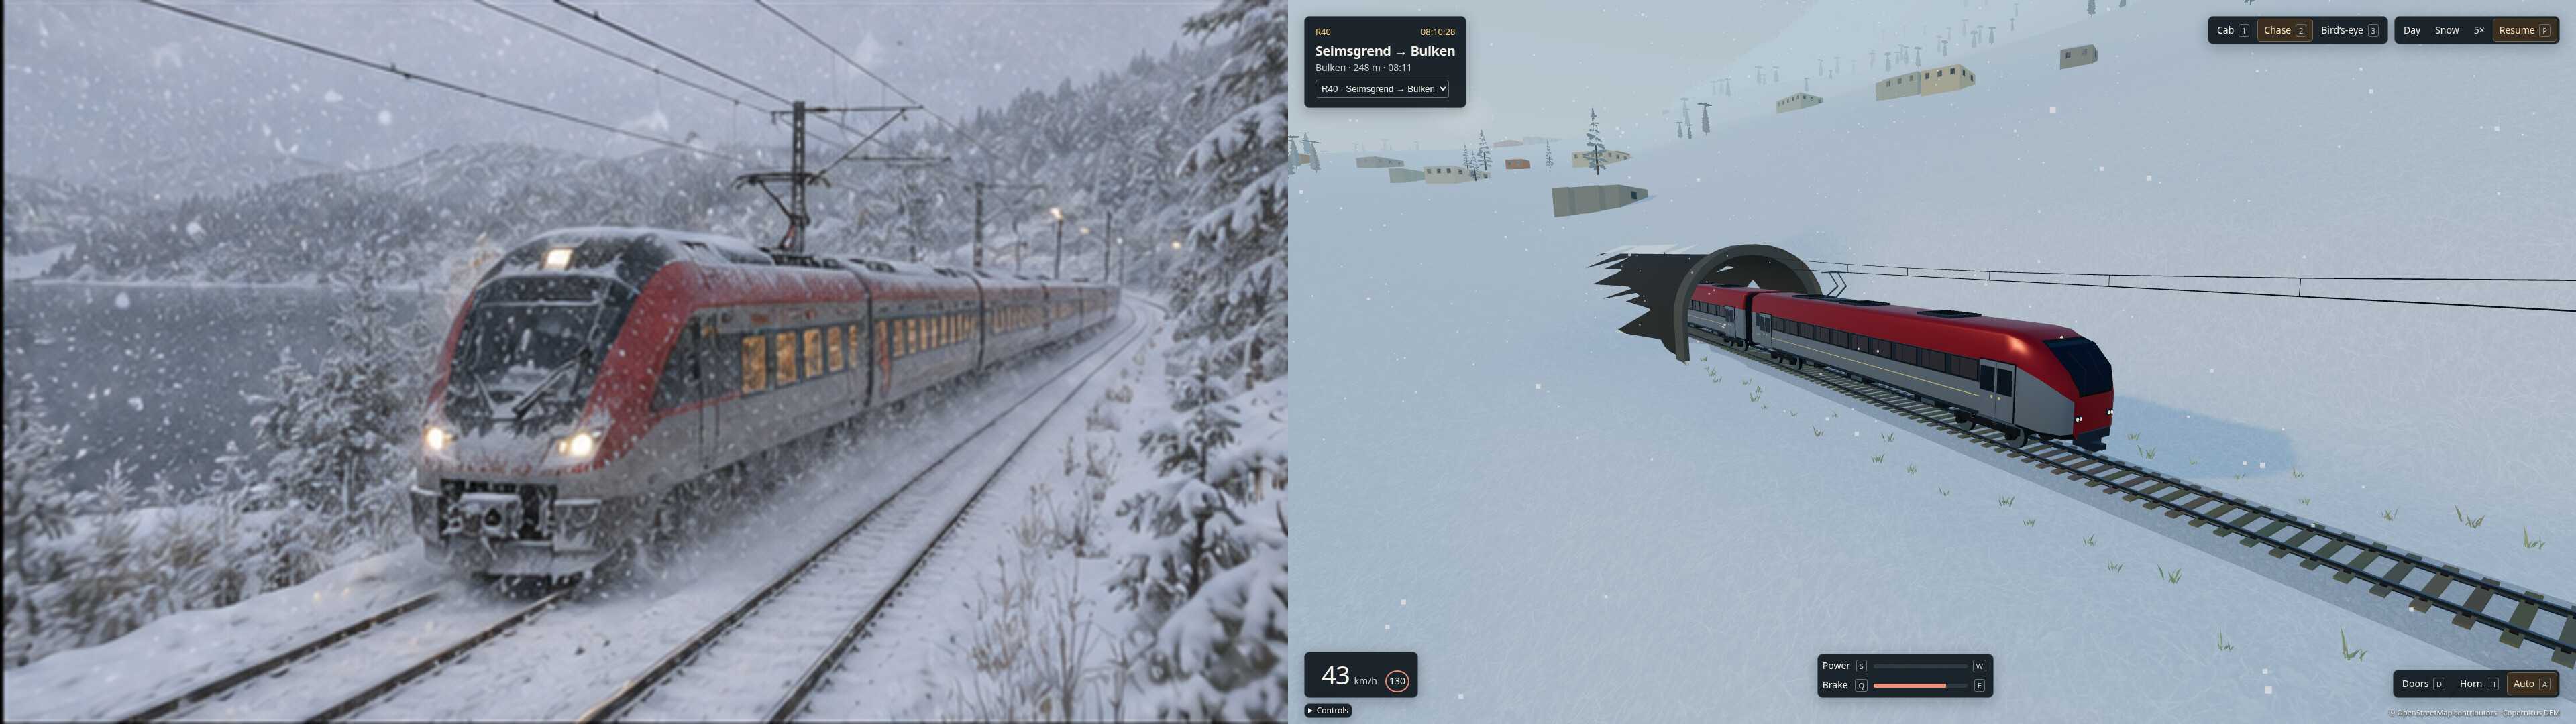 R40 08:10:28
Seimsgrend → Bulken
Bulken · 248 m · 08:11
R40 · Seimsgrend → Bulken
Cab 1 Chase 2 Bird's-eye 3 Day Snow 5× Resume P
43 km/h 130
Controls
Power S W
Brake Q E
Doors D Horn H Auto A
© OpenStreetMap contributors · Copernicus DEM